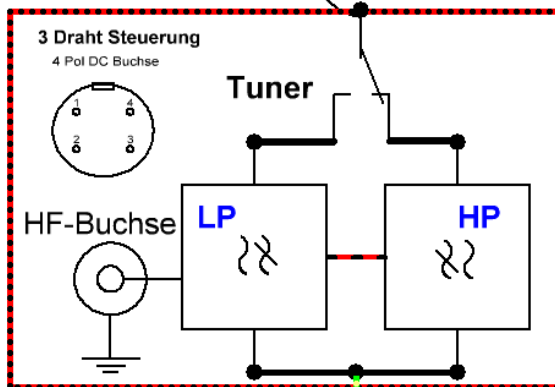 3 Draht Steuerung
4 Pol DC Buchse
1 4
2 3
Tuner
HF-Buchse
LP
HP